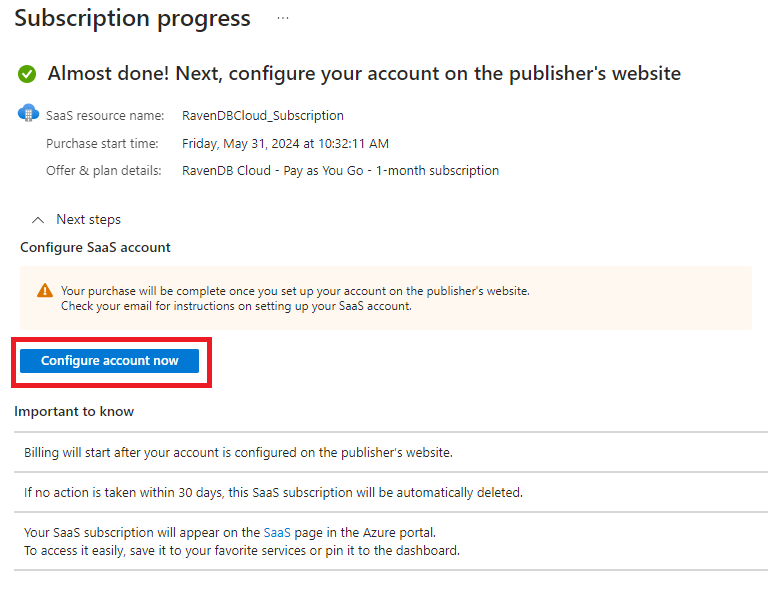 Subscription progress ...
Almost done! Next, configure your account on the publisher's website
SaaS resource name: RavenDBCloud_Subscription
Purchase start time: Friday, May 31, 2024 at 10:32:11 AM
Offer & plan details: RavenDB Cloud - Pay as You Go - 1-month subscription
Next steps
Configure SaaS account
Your purchase will be complete once you set up your account on the publisher's website.
Check your email for instructions on setting up your SaaS account.
Configure account now
Important to know
Billing will start after your account is configured on the publisher's website.
If no action is taken within 30 days, this SaaS subscription will be automatically deleted.
Your SaaS subscription will appear on the SaaS page in the Azure portal.
To access it easily, save it to your favorite services or pin it to the dashboard.